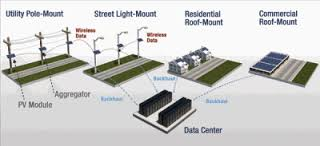 Utility Pole-Mount
Street Light-Mount
Residential
Roof-Mount
Commercial
Roof-Mount
Wireless
Data
Wireless
Data
Aggregator
PV Module
Backhaul
Backhaul
Backhaul
Data Center